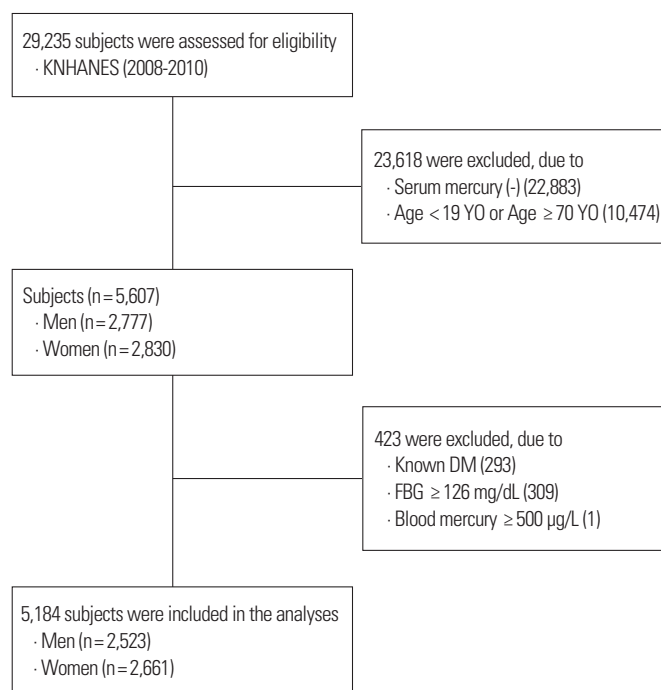 29,235 subjects were assessed for eligibility
· KNHANES (2008-2010)
23,618 were excluded, due to
· Serum mercury (-) (22,883)
· Age < 19 YO or Age ≥ 70 YO (10,474)
Subjects (n=5,607)
· Men (n=2,777)
· Women (n=2,830)
423 were excluded, due to
· Known DM (293)
· FBG ≥ 126 mg/dL (309)
· Blood mercury ≥ 500 μg/L (1)
5,184 subjects were included in the analyses
· Men (n=2,523)
· Women (n=2,661)